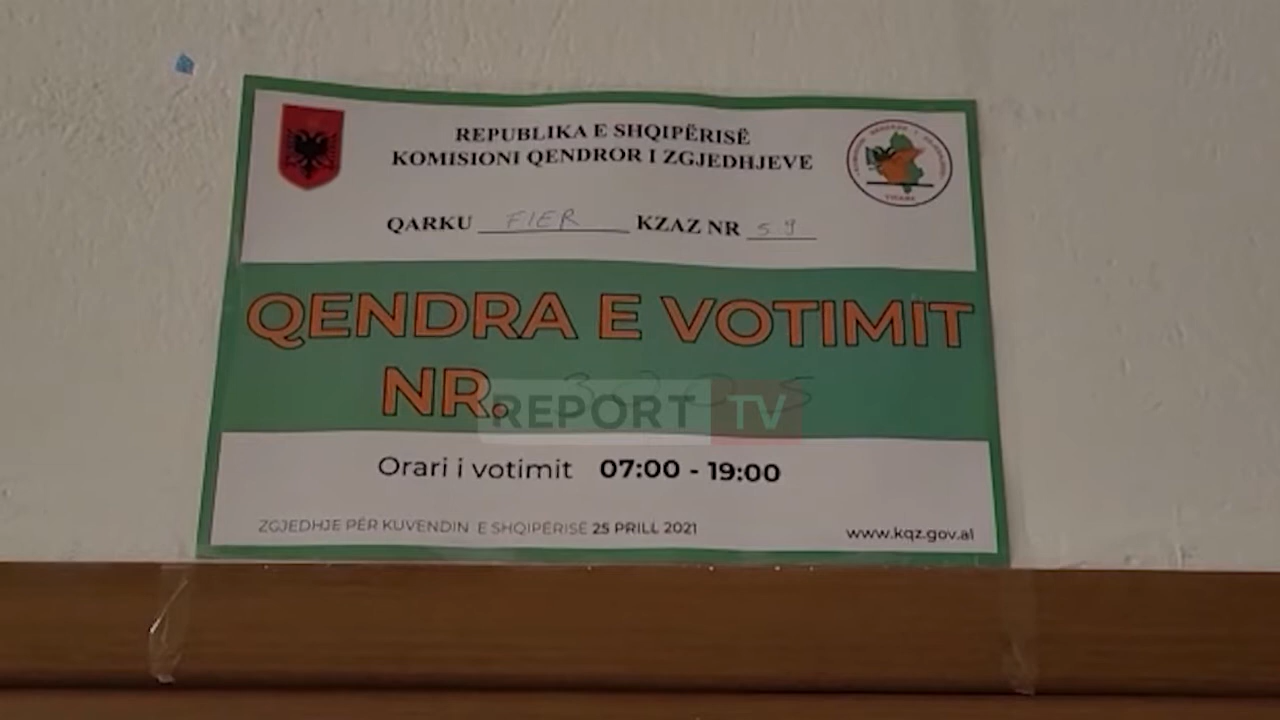 REPUBLIKA E SHQIPËRISË
KOMISIONI QENDROR I ZGJEDHJEVE
QARKU FIER KZAZ NR 59
QENDRA E VOTIMIT
NR.
REPORT TV
Orari i votimit 07:00 - 19:00
ZGJEDHJE PËR KUVENDIN E SHQIPËRISË 25 PRILL 2021
www.kqz.gov.al